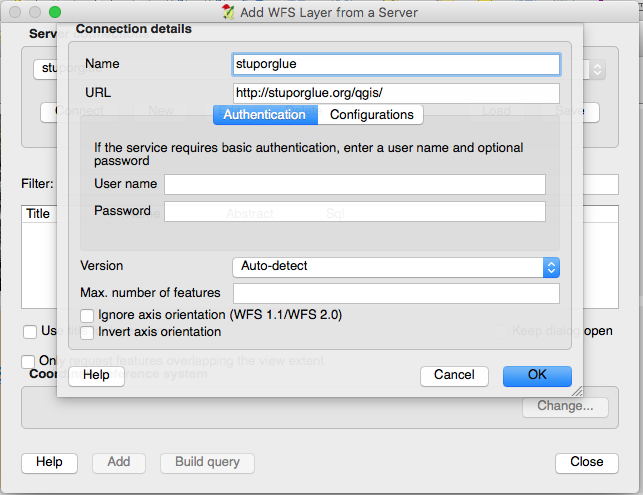 Add WFS Layer from a Server
Connection details
Name
stuporglue
URL
http://stuporglue.org/qgis/
Authentication
Configurations
If the service requires basic authentication, enter a user name and optional
password
User name
Password
Version
Auto-detect
Max. number of features
Ignore axis orientation (WFS 1.1/WFS 2.0)
Invert axis orientation
Help
Cancel
OK
Connect
New
Load
Save
Filter:
Title
Abstract
Sql
Keep dialog open
Only request features overlapping the view extent
Coordinate reference system
Change...
Help
Add
Build query
Close